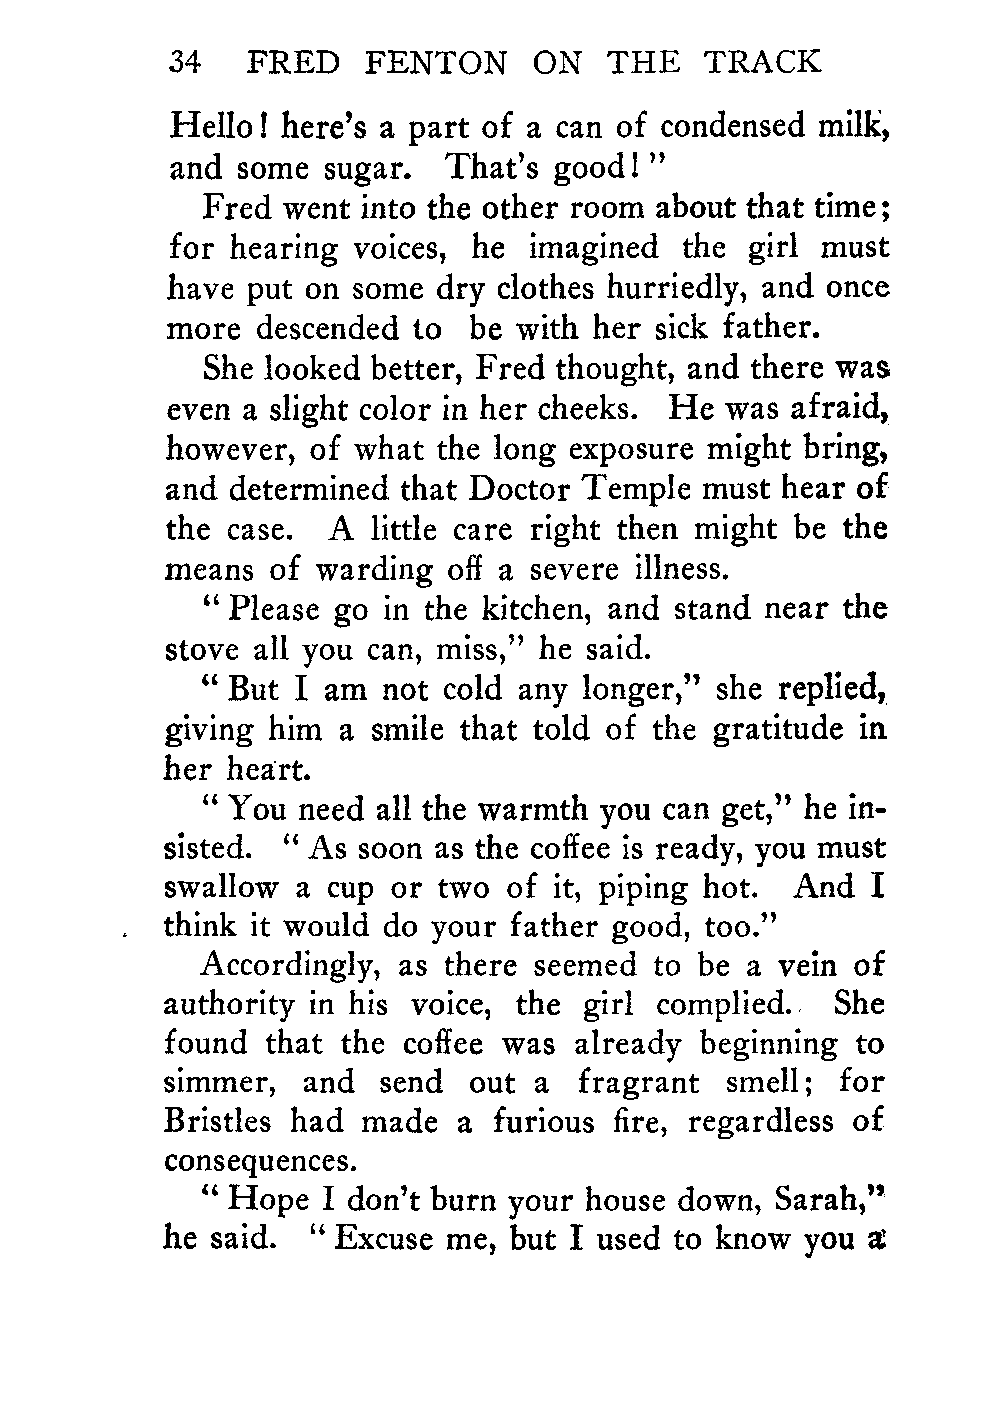 34 FRED FENTON ON THE TRACK
Hello! here's a part of a can of condensed milk,
and some sugar. That's good!"
Fred went into the other room about that time;
for hearing voices, he imagined the girl must
have put on some dry clothes hurriedly, and once
more descended to be with her sick father.
She looked better, Fred thought, and there was
even a slight color in her cheeks. He was afraid,
however, of what the long exposure might bring,
and determined that Doctor Temple must hear of
the case. A little care right then might be the
means of warding off a severe illness.
"Please go in the kitchen, and stand near the
stove all you can, miss," he said.
"But I am not cold any longer," she replied,
giving him a smile that told of the gratitude in
her heart.
"You need all the warmth you can get," he in-
sisted. "As soon as the coffee is ready, you must
swallow a cup or two of it, piping hot. And I
think it would do your father good, too."
Accordingly, as there seemed to be a vein of
authority in his voice, the girl complied. She
found that the coffee was already beginning to
simmer, and send out a fragrant smell; for
Bristles had made a furious fire, regardless of
consequences.
"Hope I don't burn your house down, Sarah,"
he said. "Excuse me, but I used to know you at